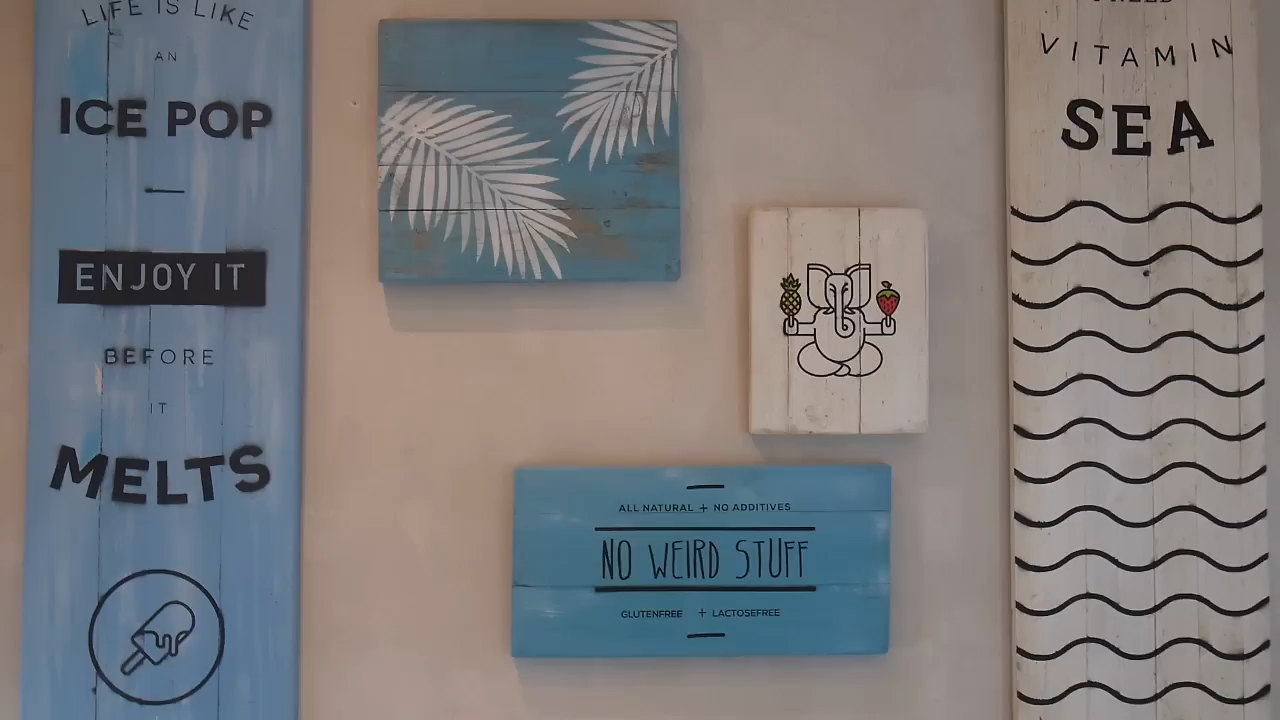 LIFE IS LIKE
AN
ICE POP
ENJOY IT
BEFORE
IT
MELTS
ALL NATURAL + NO ADDITIVES
NO WEIRD STUFF
GLUTENFREE + LACTOSEFREE
VITAMIN
SEA